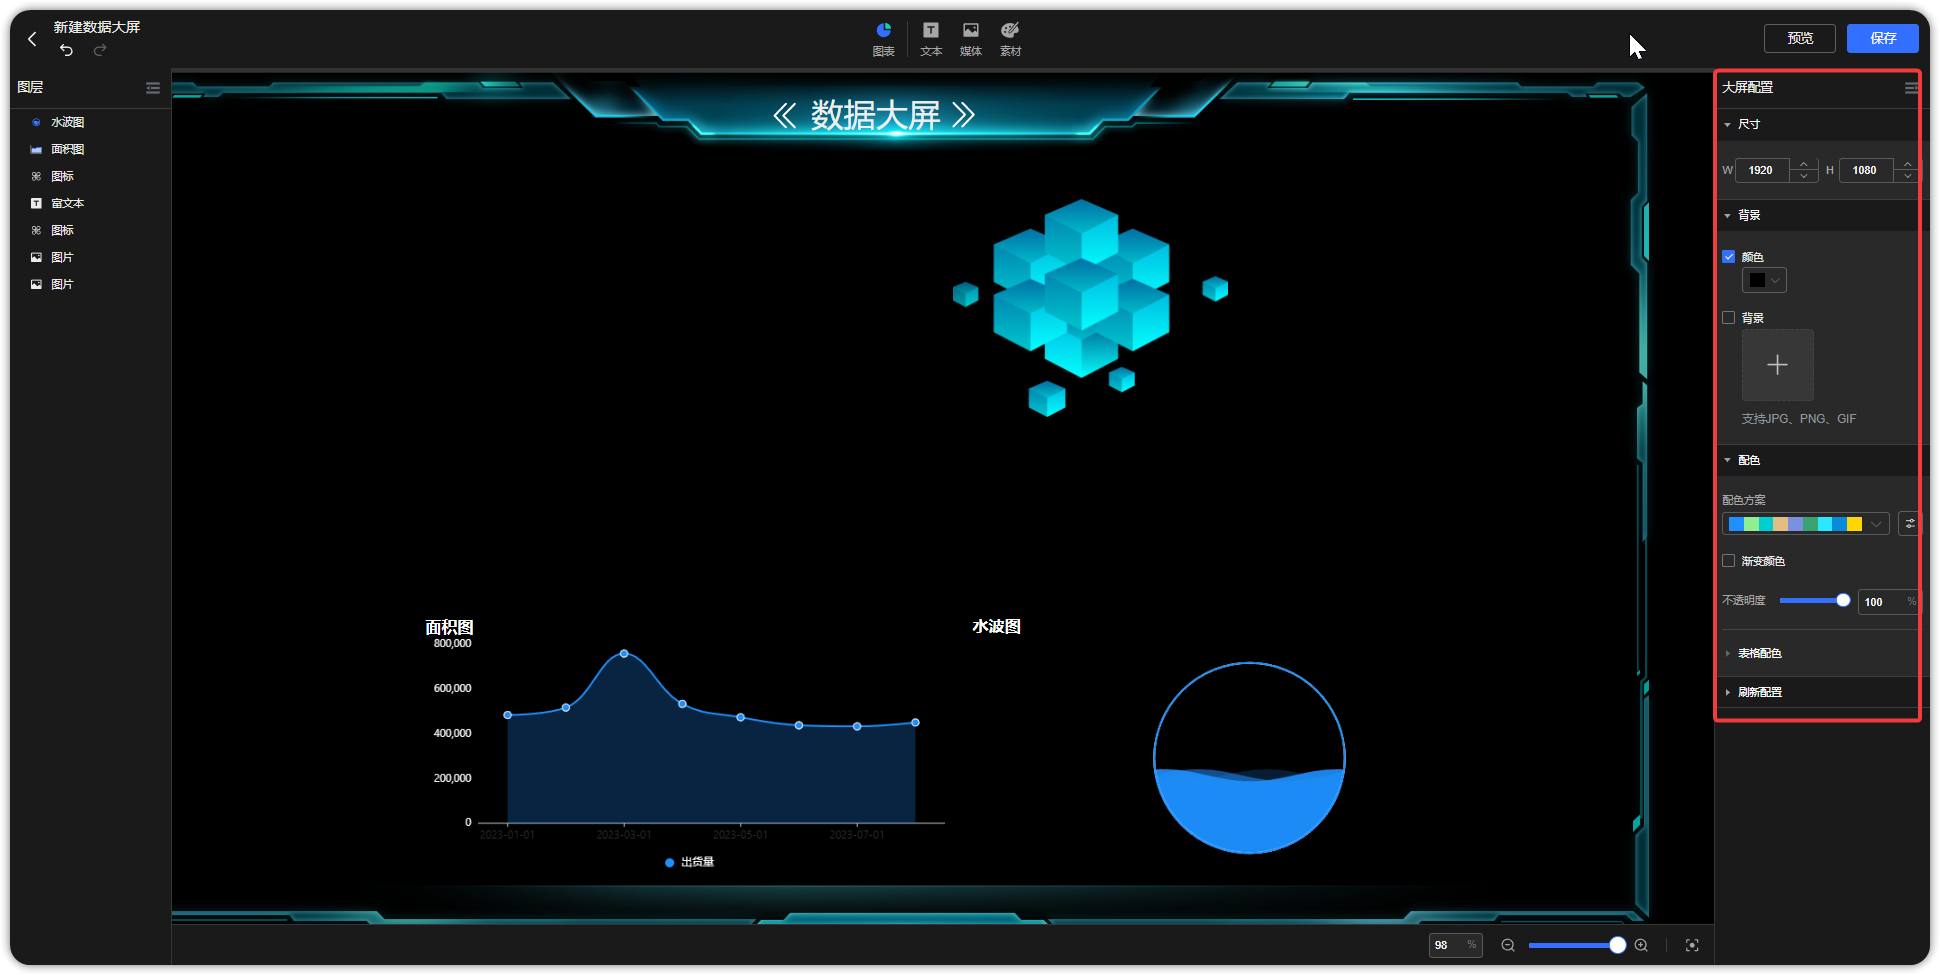 新建数据大屏
图表
文本
媒体
素材
预览
保存
图层
水波图
面积图
图标
富文本
图标
图片
图片
《 数据大屏 》
面积图
800,000
600,000
400,000
200,000
0
2023-01-01
2023-03-01
2023-05-01
2023-07-01
出货量
水波图
大屏配置
尺寸
W 1920 H 1080
背景
颜色
背景
支持JPG、PNG、GIF
配色
配色方案
渐变颜色
不透明度 100 %
表格配色
刷新配置
98 %